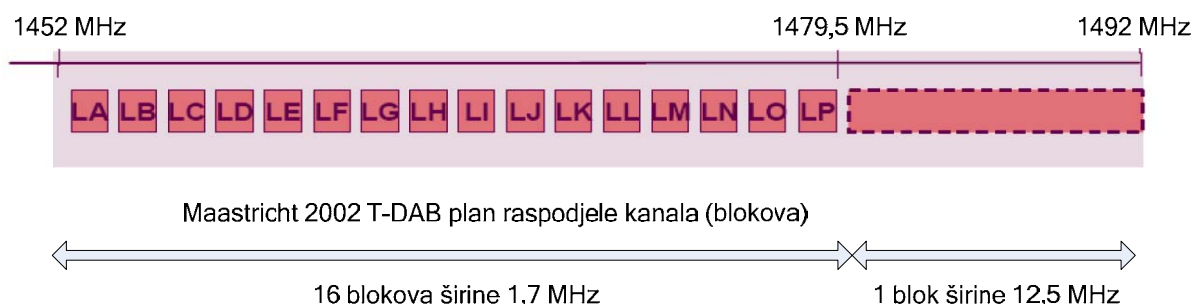 1452 MHz 1479,5 MHz 1492 MHz
LA LB LC LD LE LF LG LH LI LJ LK LL LM LN LO LP
Maastricht 2002 T-DAB plan raspodjele kanala (blokova)
16 blokova širine 1,7 MHz 1 blok širine 12,5 MHz